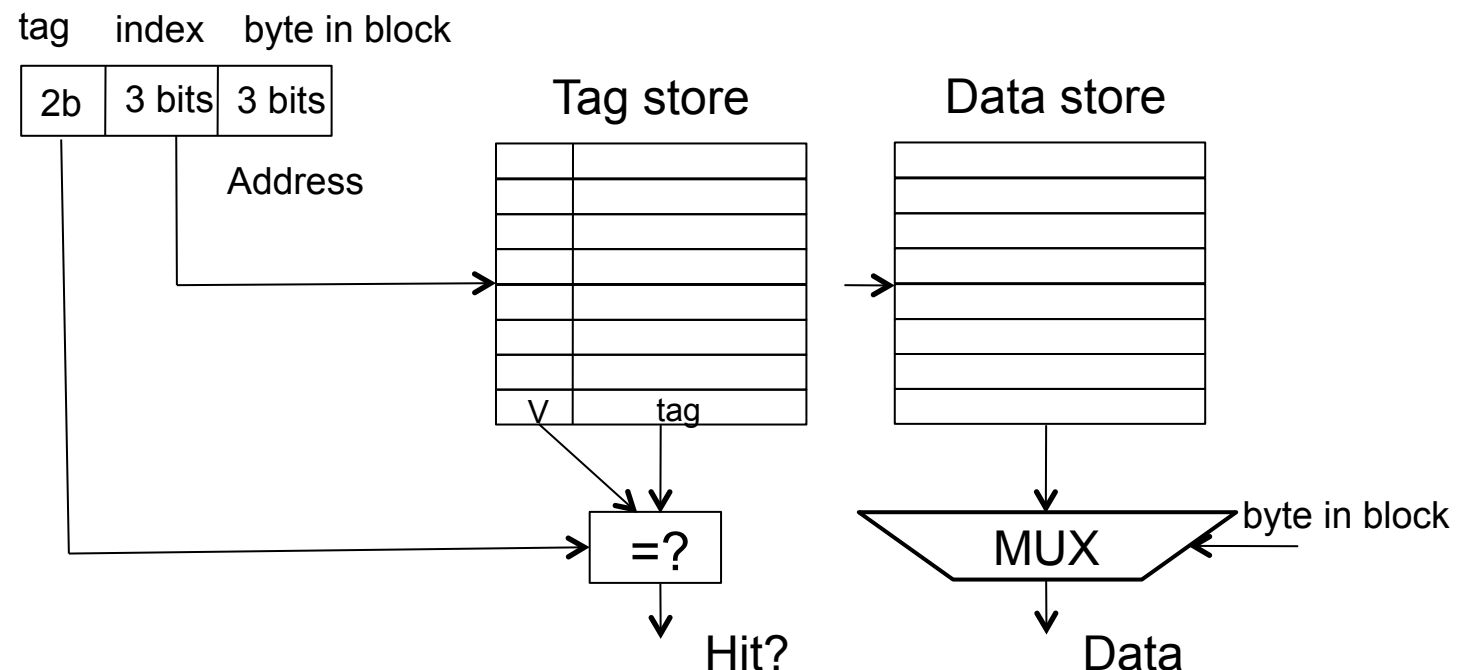 tag index byte in block
2b 3 bits 3 bits
Tag store
Data store
Address
V tag
=?
MUX
byte in block
Hit?
Data